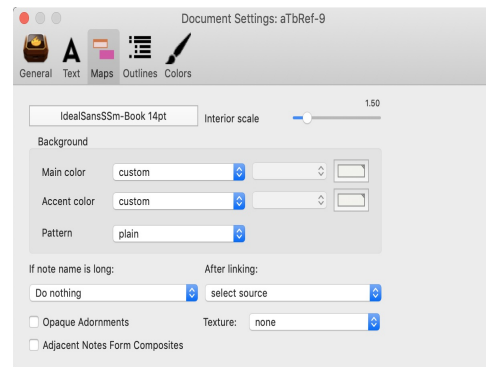 Document Settings: aTbRef-9
General Text Maps Outlines Colors
IdealSansSSm-Book 14pt Interior scale 1.50
Background
Main color custom
Accent color custom
Pattern plain
If note name is long: After linking:
Do nothing select source
Opaque Adornments Texture: none
Adjacent Notes Form Composites